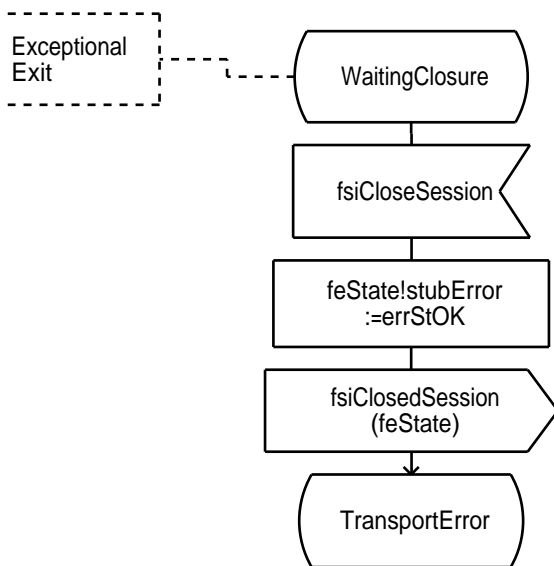 Exceptional
Exit
WaitingClosure
fsiCloseSession
feState!stubError
:=errStOK
fsiClosedSession
(feState)
TransportError